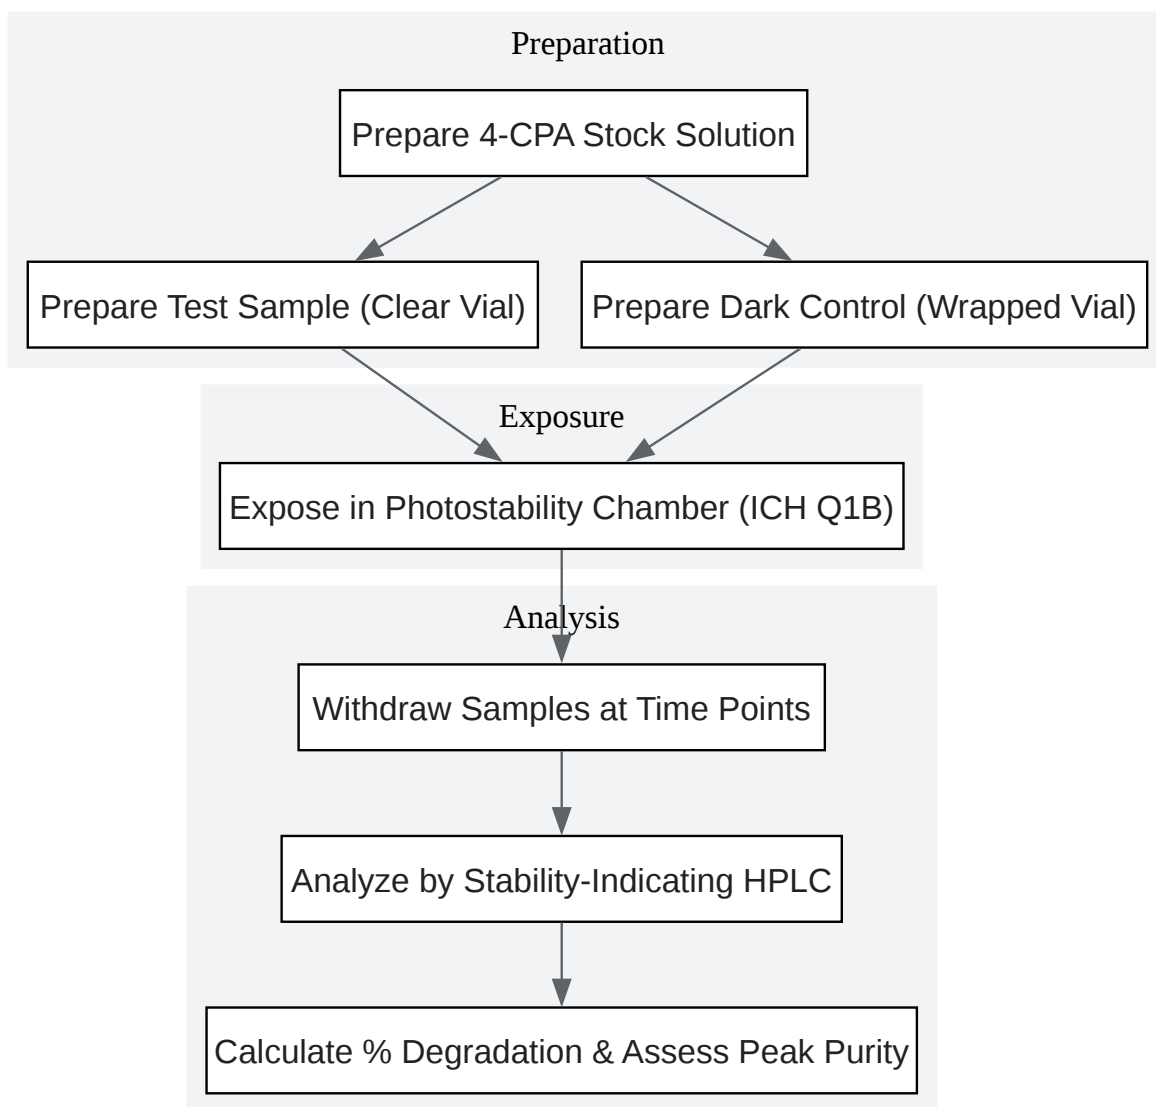 Preparation
Prepare 4-CPA Stock Solution
Prepare Test Sample (Clear Vial)
Prepare Dark Control (Wrapped Vial)
Exposure
Expose in Photostability Chamber (ICH Q1B)
Analysis
Withdraw Samples at Time Points
Analyze by Stability-Indicating HPLC
Calculate % Degradation & Assess Peak Purity